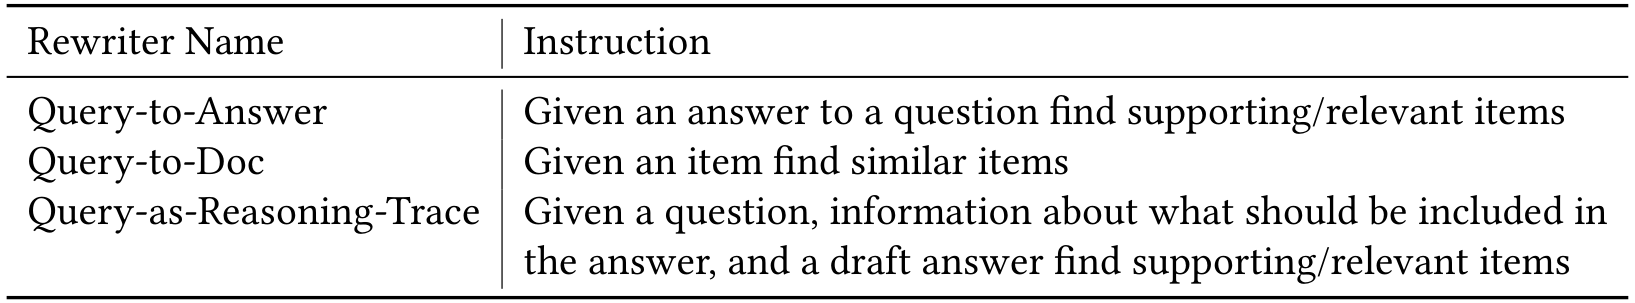 Rewriter Name Instruction
Query-to-Answer Given an answer to a question find supporting/relevant items
Query-to-Doc Given an item find similar items
Query-as-Reasoning-Trace Given a question, information about what should be included in
the answer, and a draft answer find supporting/relevant items